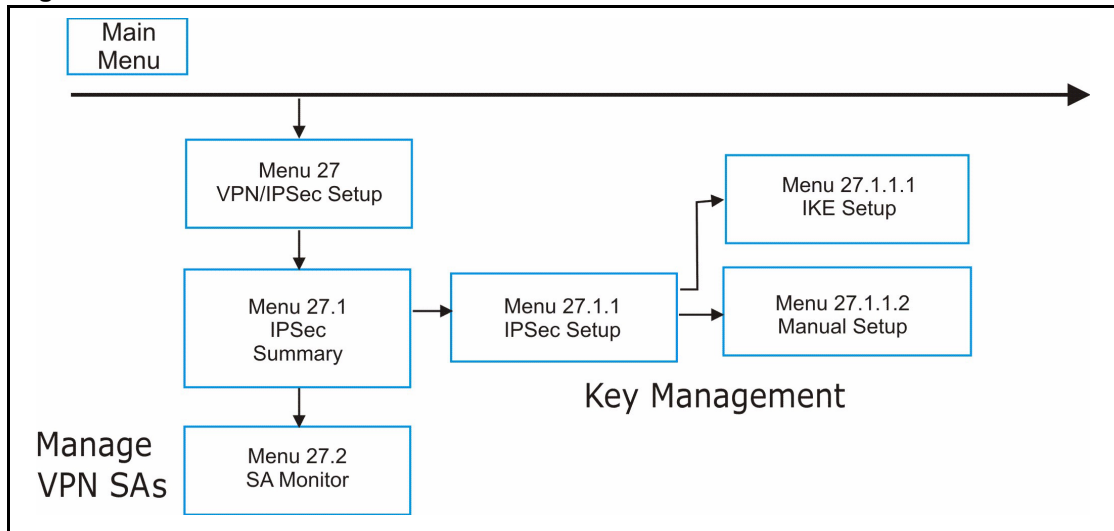 Main
Menu
Menu 27
VPN/IPSec Setup
Menu 27.1.1.1
IKE Setup
Menu 27.1
IPSec
Summary
Menu 27.1.1
IPSec Setup
Menu 27.1.1.2
Manual Setup
Key Management
Manage
VPN SAs
Menu 27.2
SA Monitor